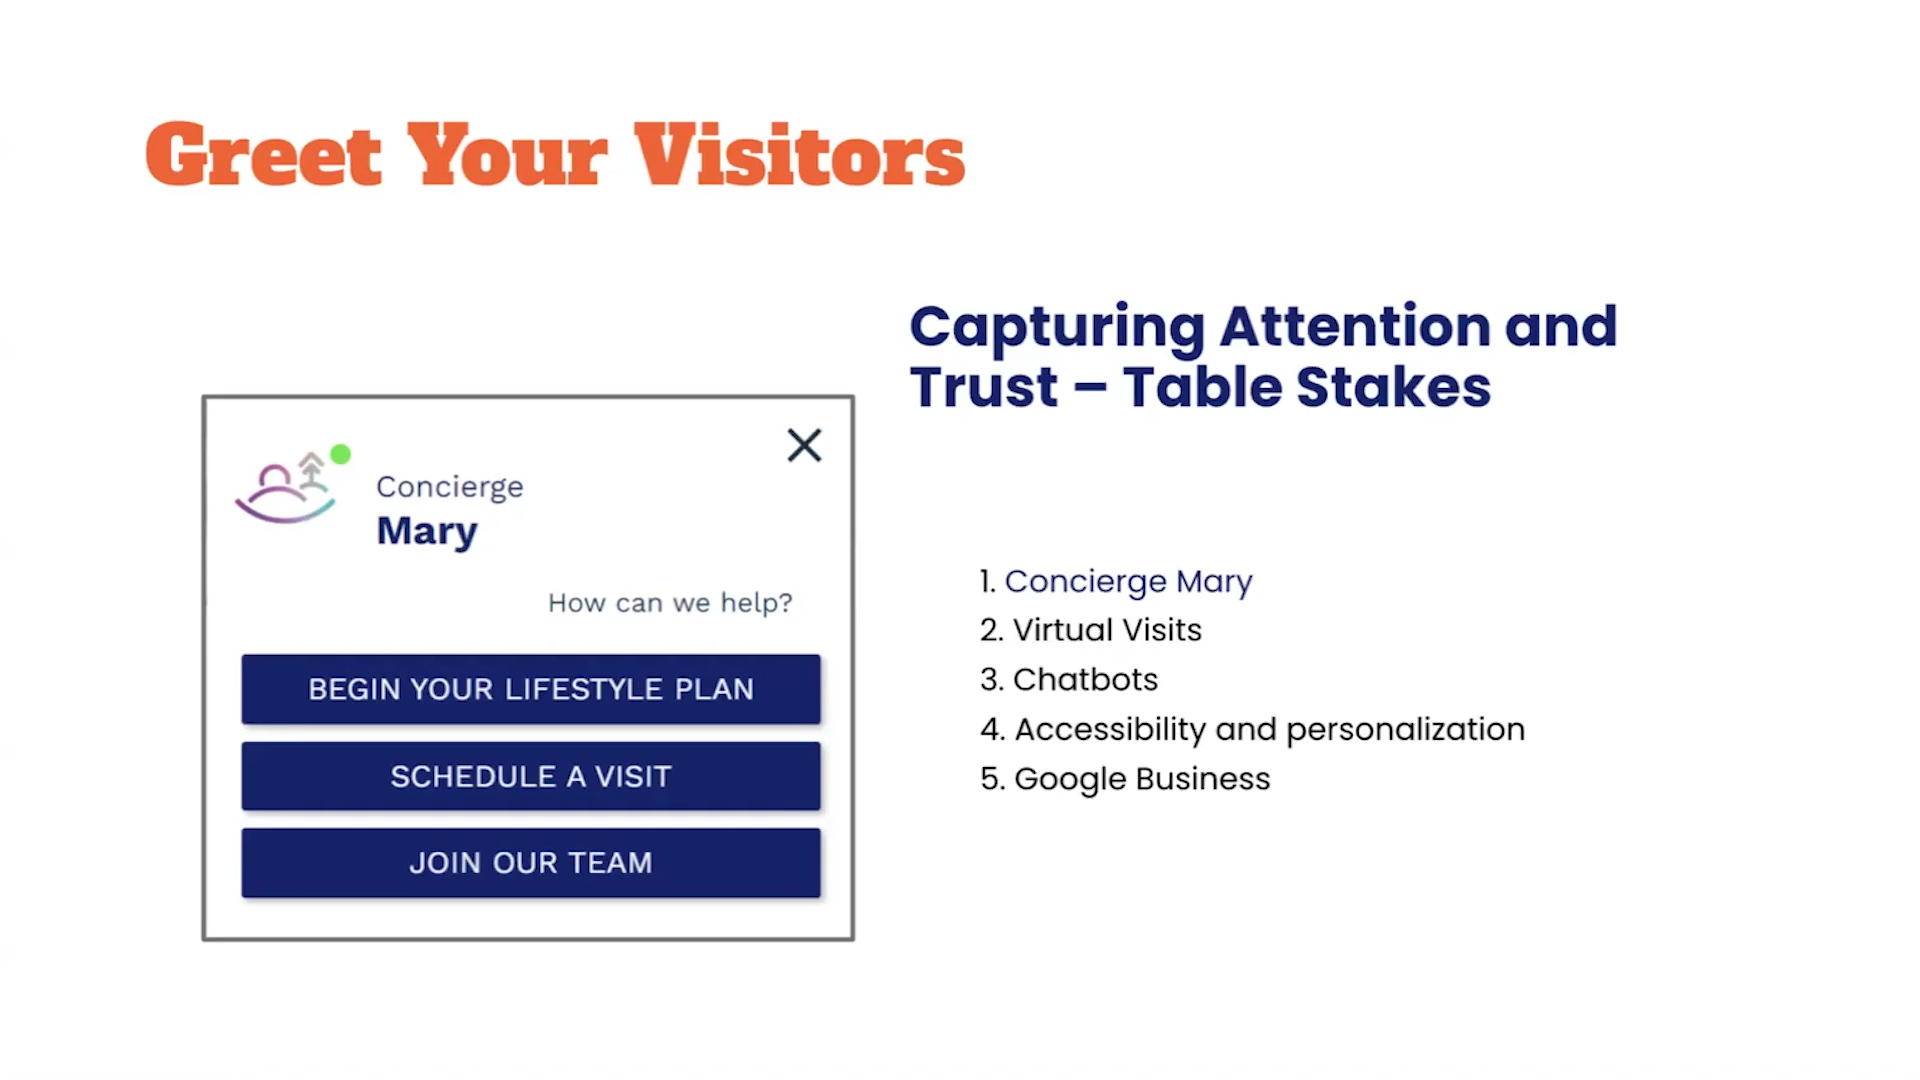 Greet Your Visitors
Capturing Attention and
Trust – Table Stakes
Concierge
Mary
How can we help?
BEGIN YOUR LIFESTYLE PLAN
SCHEDULE A VISIT
JOIN OUR TEAM
1. Concierge Mary
2. Virtual Visits
3. Chatbots
4. Accessibility and personalization
5. Google Business